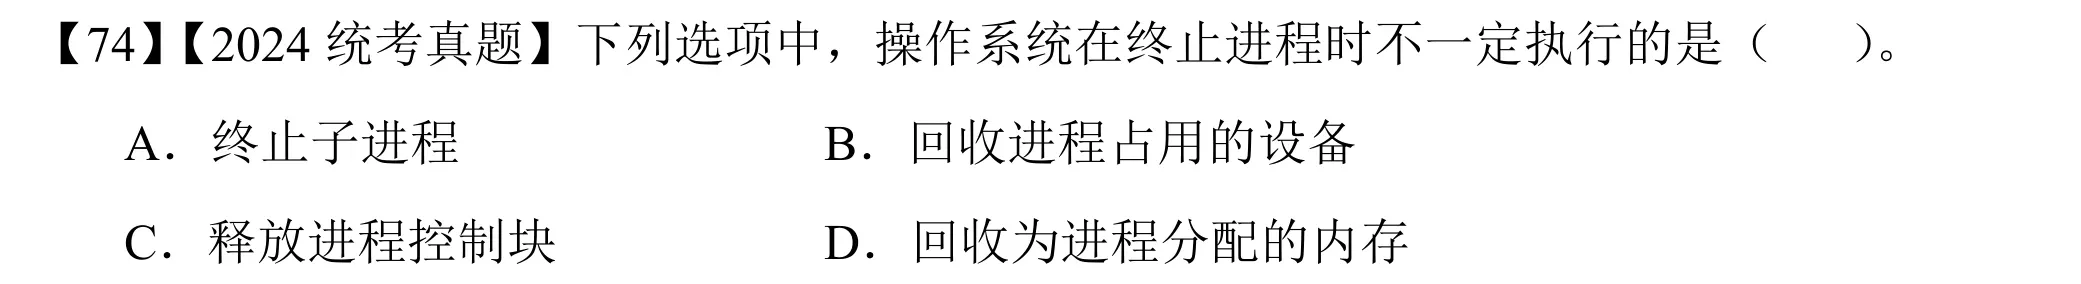 【74】【2024 统考真题】下列选项中，操作系统在终止进程时不一定执行的是（　　）。
A．终止子进程　　B．回收进程占用的设备
C．释放进程控制块　　D．回收为进程分配的内存